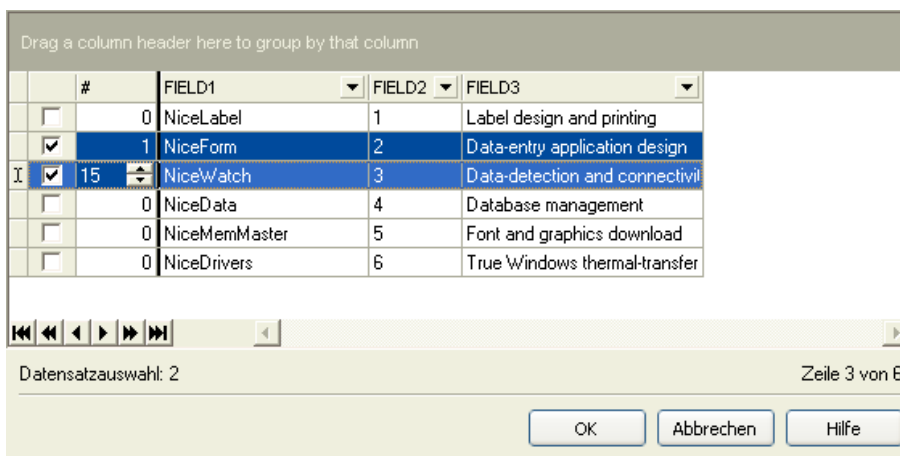 Drag a column header here to group by that column
# FIELD1 FIELD2 FIELD3
0 NiceLabel 1 Label design and printing
1 NiceForm 2 Data-entry application design
15 NiceWatch 3 Data-detection and connectivit
0 NiceData 4 Database management
0 NiceMemMaster 5 Font and graphics download
0 NiceDrivers 6 True Windows thermal-transfer
Datensatzauswahl: 2 Zeile 3 von 6
OK Abbrechen Hilfe